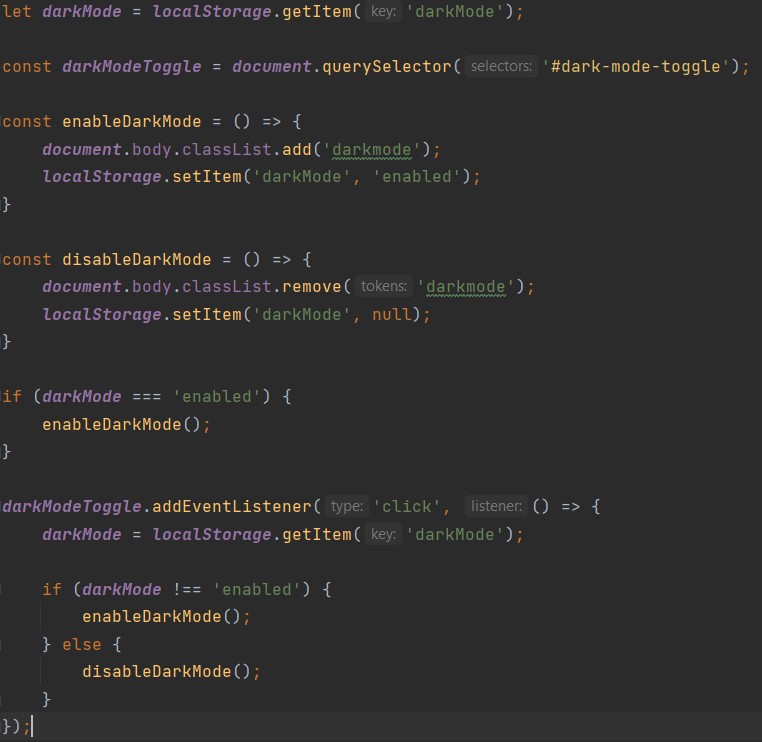 let darkMode = localStorage.getItem( key: 'darkMode');
const darkModeToggle = document.querySelector( selectors: '#dark-mode-toggle');
const enableDarkMode = () => {
document.body.classList.add('darkmode');
localStorage.setItem('darkMode', 'enabled');
}
const disableDarkMode = () => {
document.body.classList.remove( tokens: 'darkmode');
localStorage.setItem('darkMode', null);
}
if (darkMode === 'enabled') {
enableDarkMode();
}
darkModeToggle.addEventListener( type: 'click', listener: () => {
darkMode = localStorage.getItem( key: 'darkMode');
if (darkMode !== 'enabled') {
enableDarkMode();
} else {
disableDarkMode();
}
});